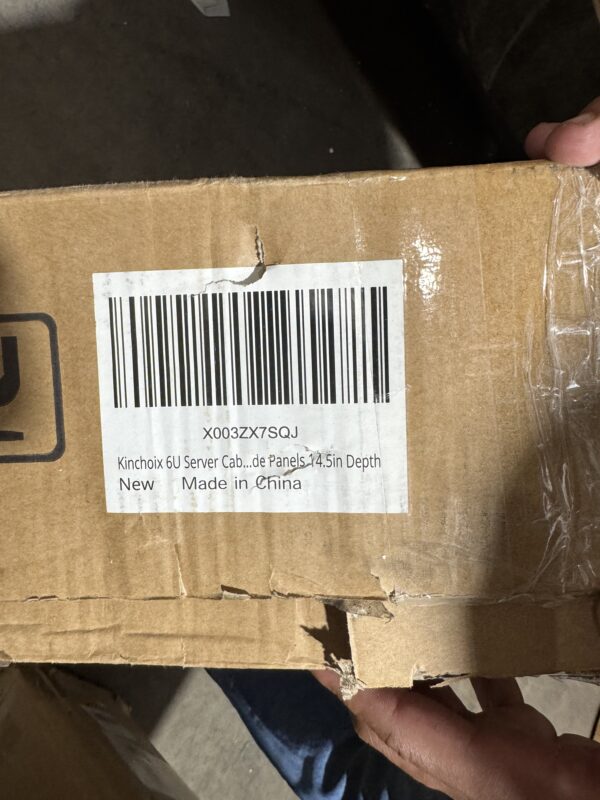 X003ZX7SQJ
Kinchoix 6U Server Cab...de Panels 14.5in Depth
New Made in China